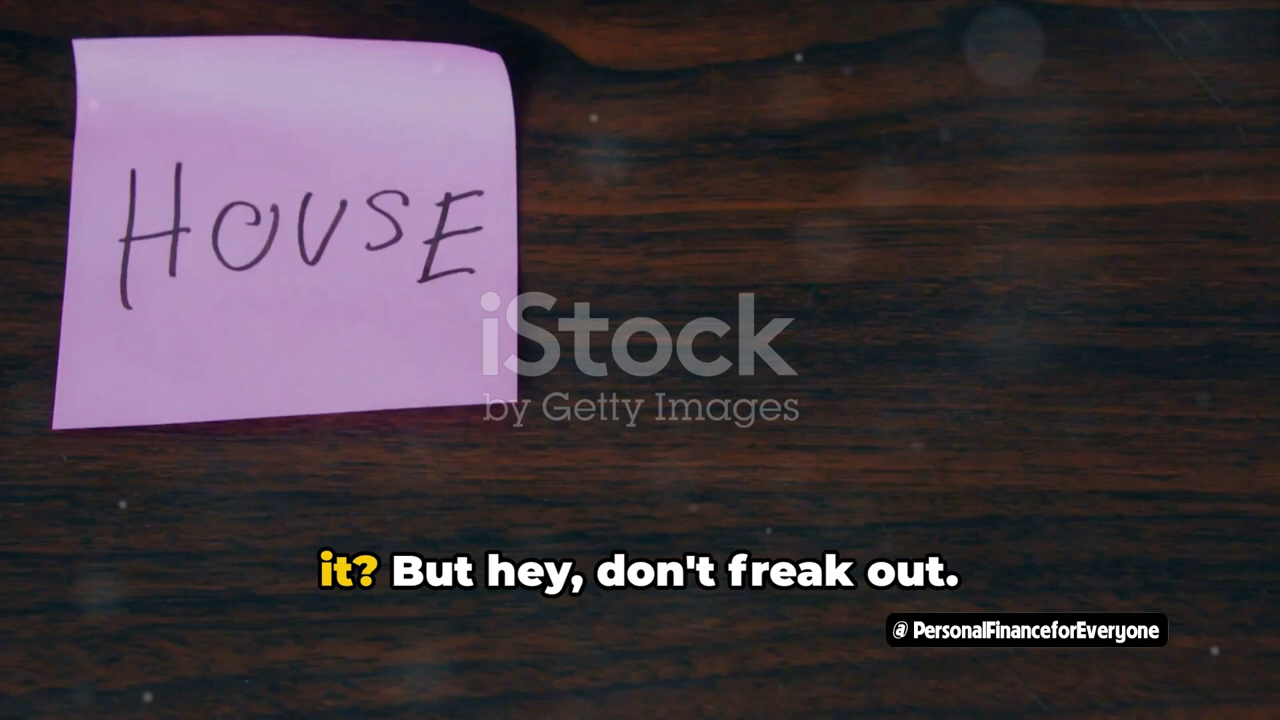 HOUSE
iStock
by Getty Images
it? But hey, don't freak out.
@ PersonalFinanceforEveryone